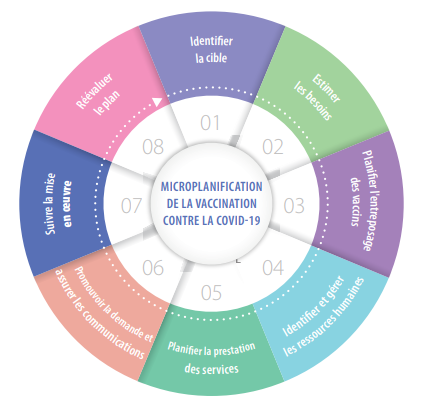 MICROPLANIFICATION
DE LA VACCINATION
CONTRE LA COVID-19
01
Identifier
la cible
02
Estimer
les besoins
03
Planifier l'entreposage
des vaccins
04
Identifier et gérer
les ressources humaines
05
Planifier la prestation
des services
06
Promouvoir la demande et
assurer les communications
07
Suivre la mise
en œuvre
08
Réévaluer
le plan